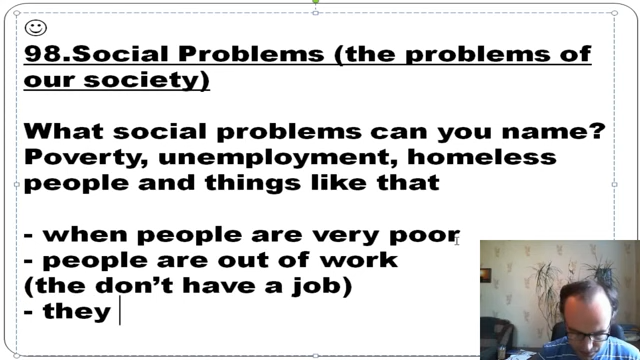 98.Social Problems (the problems of
our society)
What social problems can you name?
Poverty, unemployment, homeless
people and things like that
- when people are very poor
- people are out of work
(the don't have a job)
- they